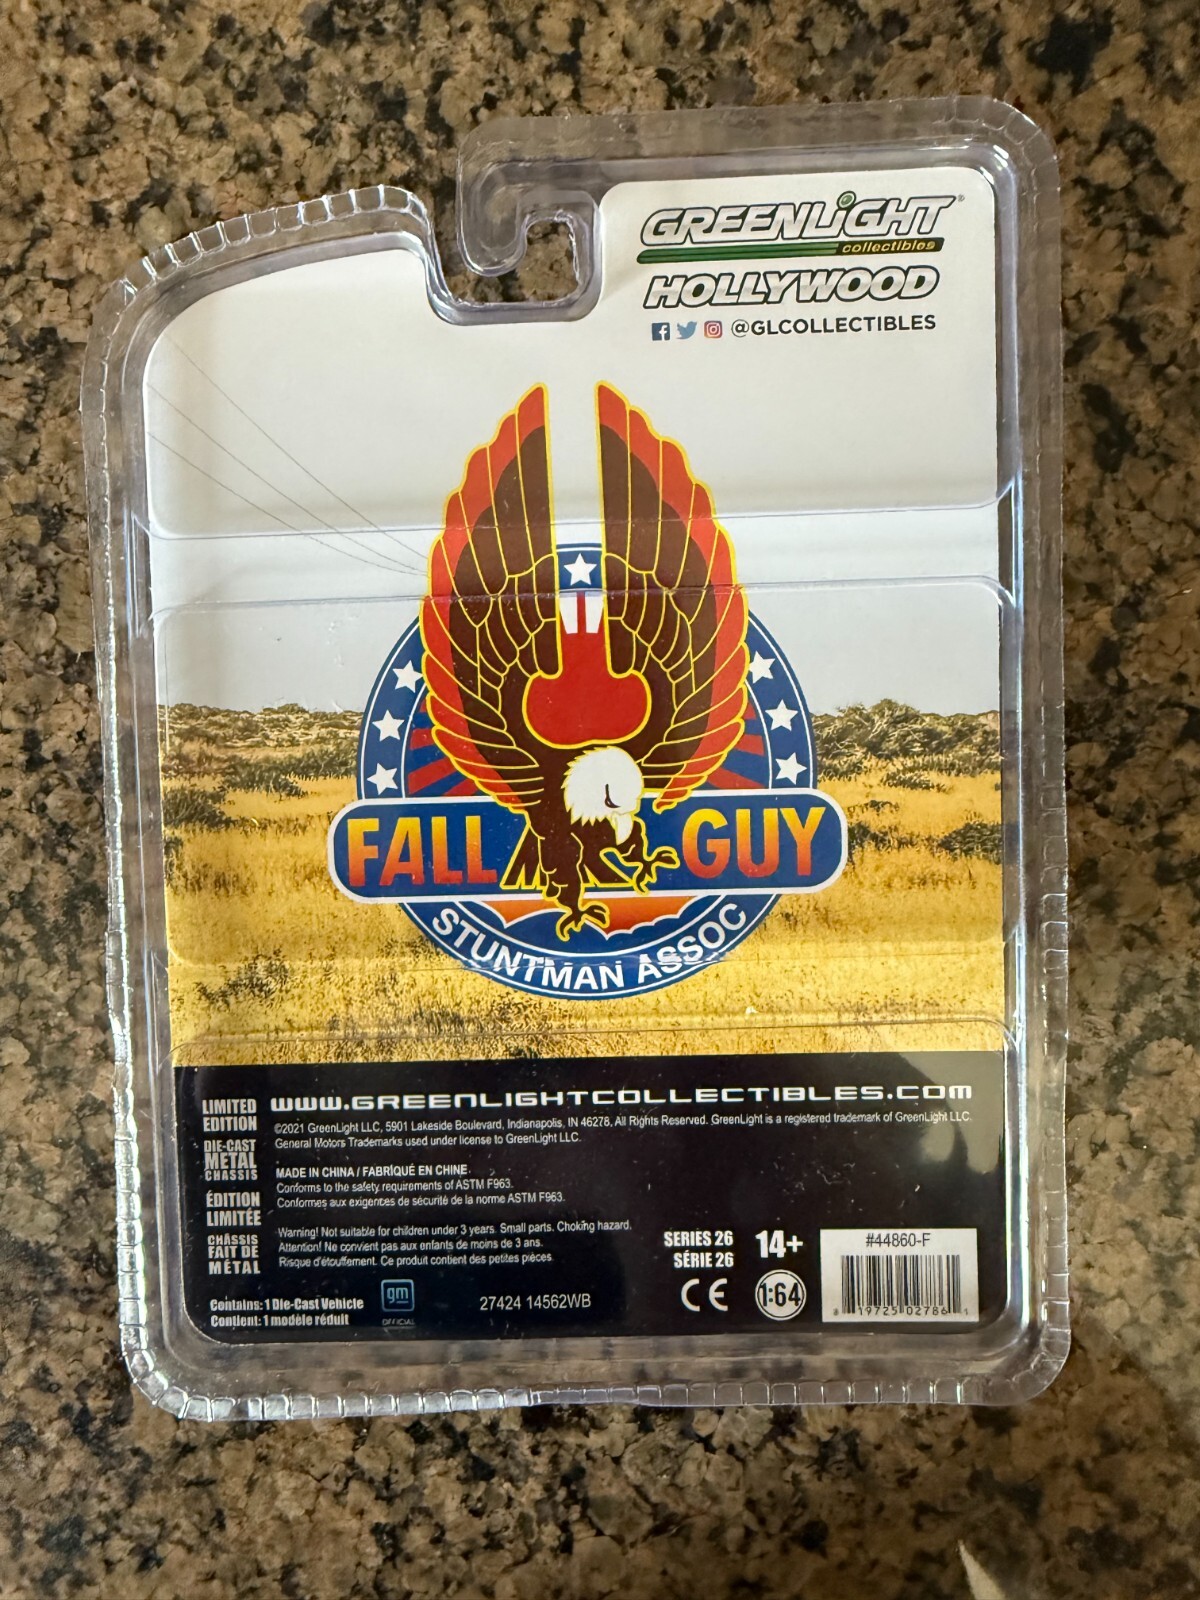 GREENLiGHT®
collectibles
HOLLYWOOD
@GLCOLLECTIBLES
FALL GUY
STUNTMAN ASSOC
LIMITED
EDITION
DIE-CAST
METAL
CHASSIS
ÉDITION
LIMITÉE
CHÂSSIS
FAIT DE
MÉTAL
www.GREENLIGHTCOLLECTIBLES.com
©2021 GreenLight LLC, 5901 Lakeside Boulevard, Indianapolis, IN 46278, All Rights Reserved. GreenLight is a registered trademark of GreenLight LLC.
General Motors Trademarks used under license to GreenLight LLC.
MADE IN CHINA / FABRIQUÉ EN CHINE.
Conforms to the safety requirements of ASTM F963.
Conformes aux exigences de sécurité de la norme ASTM F963.
Warning! Not suitable for children under 3 years. Small parts. Choking hazard.
Attention! Ne convient pas aux enfants de moins de 3 ans.
Risque d'étouffement. Ce produit contient des petites pièces.
Contains: 1 Die-Cast Vehicle
Contient: 1 modèle réduit
gm
OFFICIAL
27424 14562WB
SERIES 26
SÉRIE 26
14+
CE
1:64
#44860-F
8 19725 02786 1